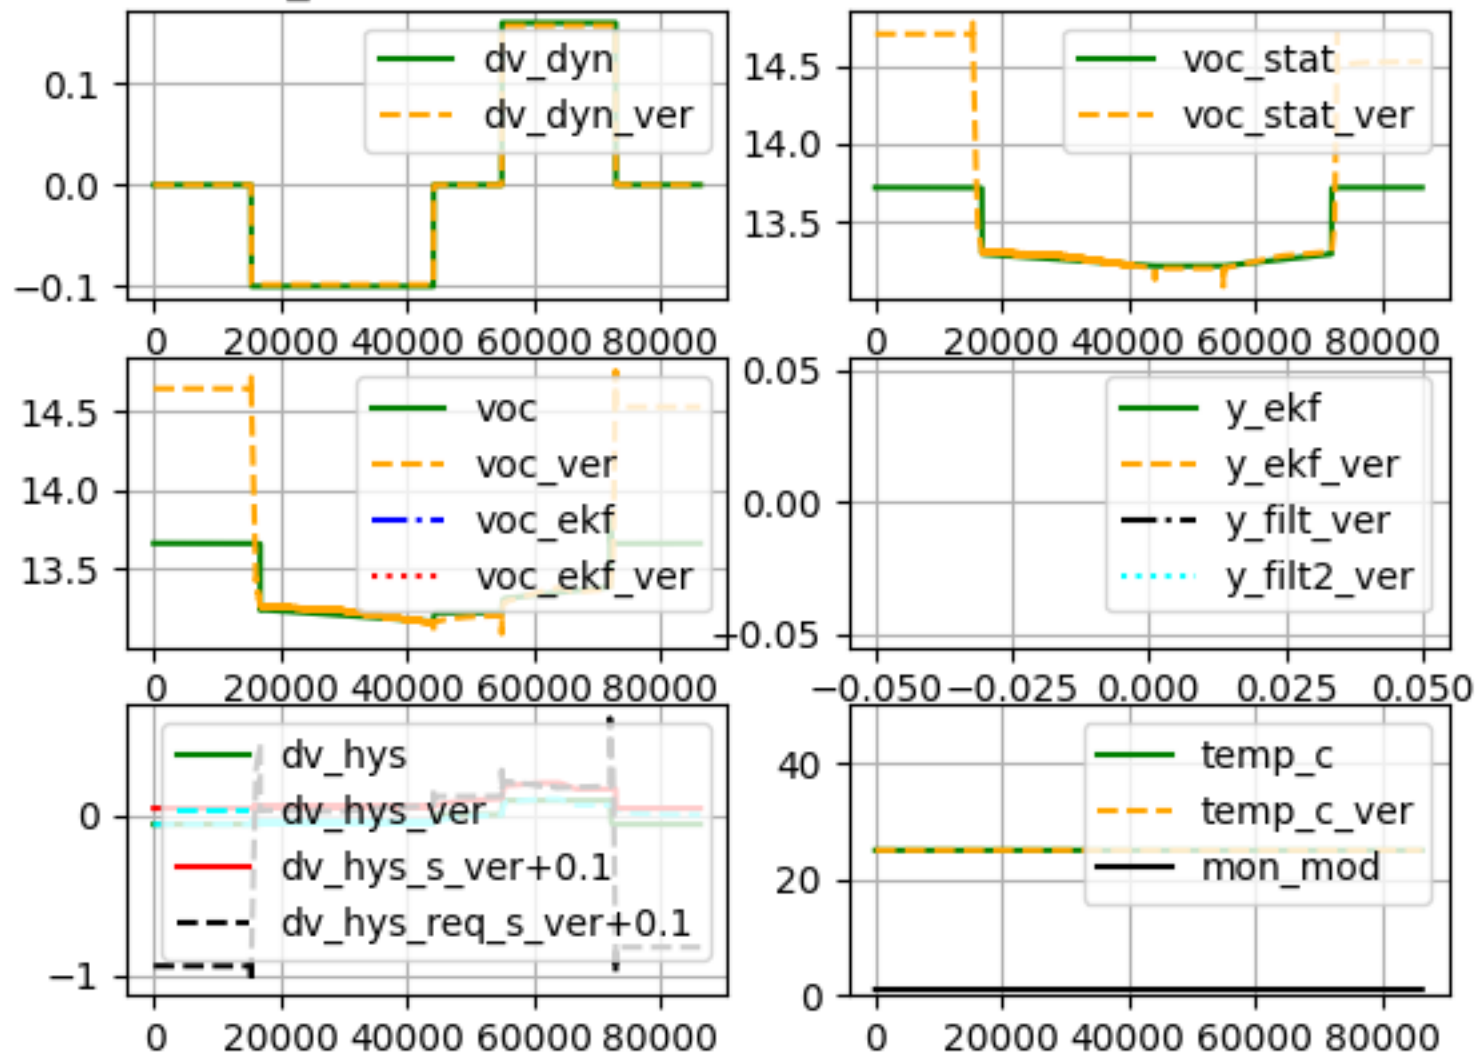 dv_dyn
dv_dyn_ver
0.1
0.0
−0.1
0 20000 40000 60000 80000
voc_stat
voc_stat_ver
14.5
14.0
13.5
0 20000 40000 60000 80000
voc
voc_ver
voc_ekf
voc_ekf_ver
14.5
14.0
13.5
0 20000 40000 60000 80000
y_ekf
y_ekf_ver
y_filt_ver
y_filt2_ver
0.05
0.00
−0.05
−0.050 −0.025 0.000 0.025 0.050
dv_hys
dv_hys_ver
dv_hys_s_ver+0.1
dv_hys_req_s_ver+0.1
0
−1
0 20000 40000 60000 80000
temp_c
temp_c_ver
mon_mod
40
20
0
0 20000 40000 60000 80000